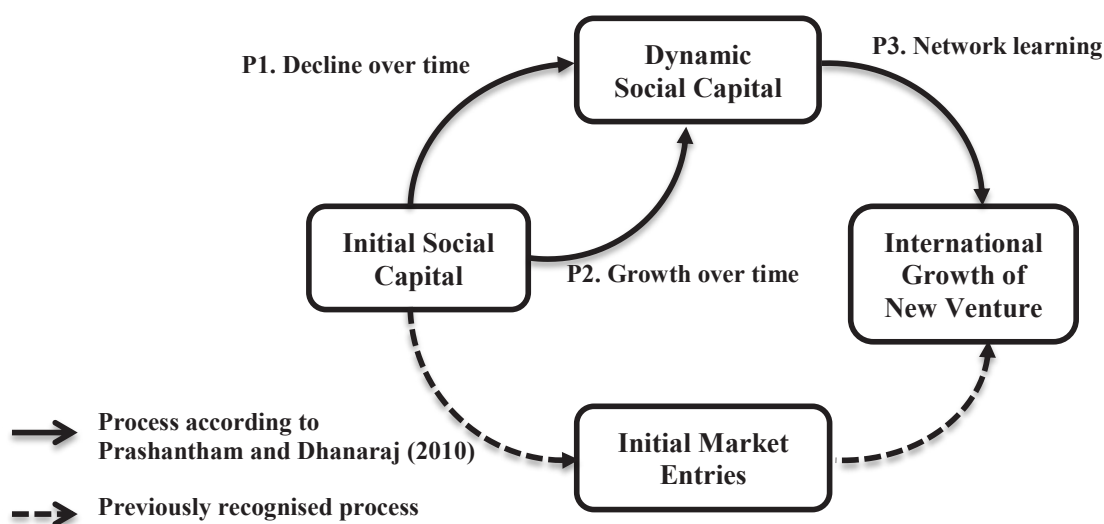 Dynamic
Social Capital
P1. Decline over time
P3. Network learning
Initial Social
Capital
P2. Growth over time
International
Growth of
New Venture
Initial Market
Entries
Process according to
Prashantham and Dhanaraj (2010)
Previously recognised process